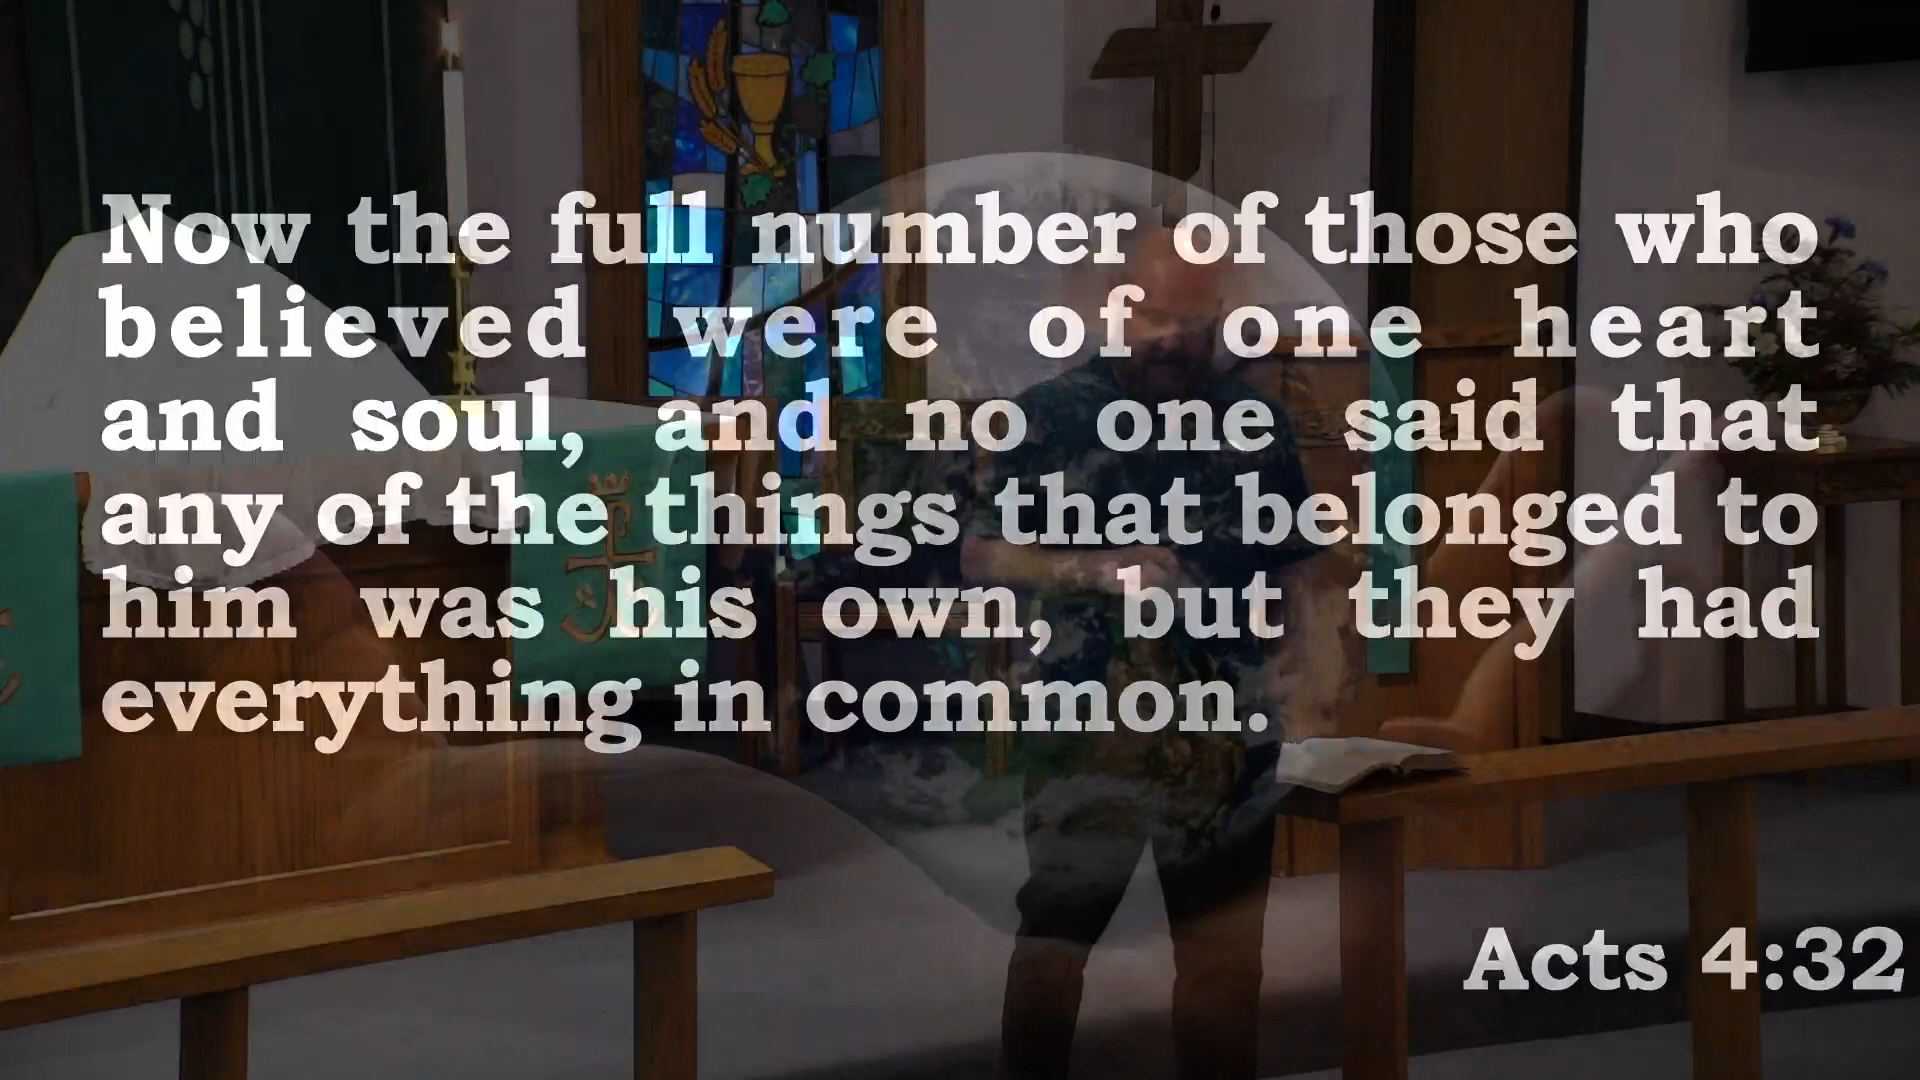 Now the full number of those who
believed were of one heart
and soul, and no one said that
any of the things that belonged to
him was his own, but they had
everything in common.
Acts 4:32